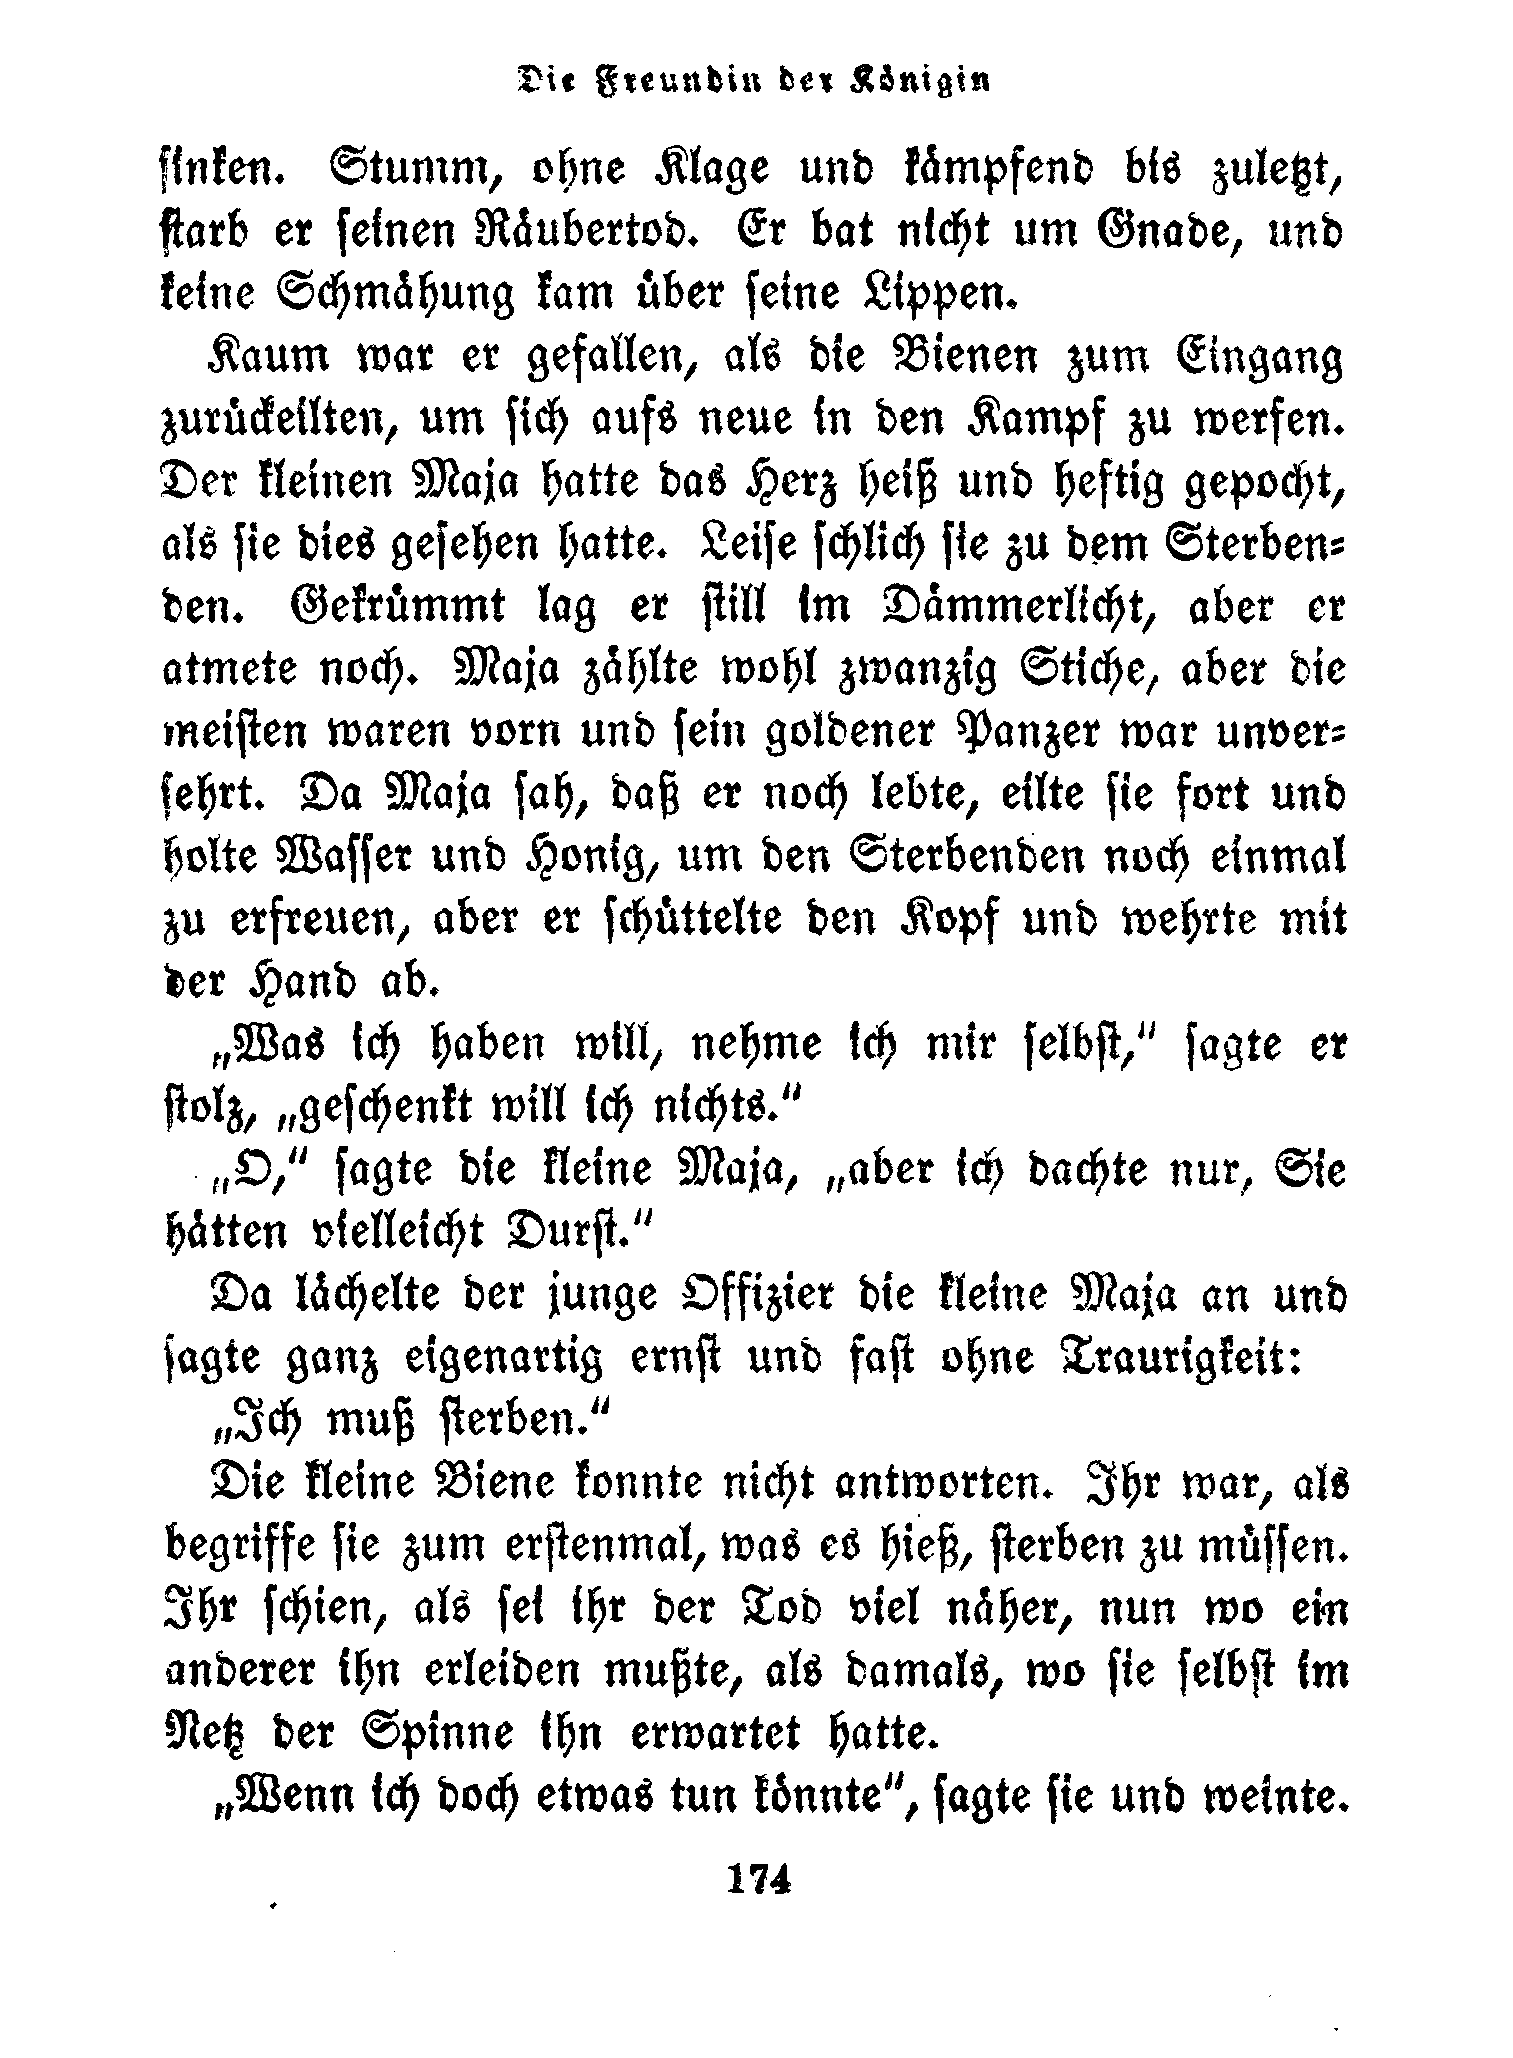 Die Freundin der Königin
sinken. Stumm, ohne Klage und kämpfend bis zuletzt,
starb er seinen Räubertod. Er bat nicht um Gnade, und
keine Schmähung kam über seine Lippen.
Kaum war er gefallen, als die Bienen zum Eingang
zurückeilten, um sich aufs neue in den Kampf zu werfen.
Der kleinen Maja hatte das Herz heiß und heftig gepocht,
als sie dies gesehen hatte. Leise schlich sie zu dem Sterben-
den. Gekrümmt lag er still im Dämmerlicht, aber er
atmete noch. Maja zählte wohl zwanzig Stiche, aber die
meisten waren vorn und sein goldener Panzer war unver-
sehrt. Da Maja sah, daß er noch lebte, eilte sie fort und
holte Wasser und Honig, um den Sterbenden noch einmal
zu erfreuen, aber er schüttelte den Kopf und wehrte mit
der Hand ab.
„Was ich haben will, nehme ich mir selbst,“ sagte er
stolz, „geschenkt will ich nichts.“
„O,“ sagte die kleine Maja, „aber ich dachte nur, Sie
hätten vielleicht Durst.“
Da lächelte der junge Offizier die kleine Maja an und
sagte ganz eigenartig ernst und fast ohne Traurigkeit:
„Ich muß sterben.“
Die kleine Biene konnte nicht antworten. Ihr war, als
begriffe sie zum erstenmal, was es hieß, sterben zu müssen.
Ihr schien, als sei ihr der Tod viel näher, nun wo ein
anderer ihn erleiden mußte, als damals, wo sie selbst im
Netz der Spinne ihn erwartet hatte.
„Wenn ich doch etwas tun könnte“, sagte sie und weinte.
174